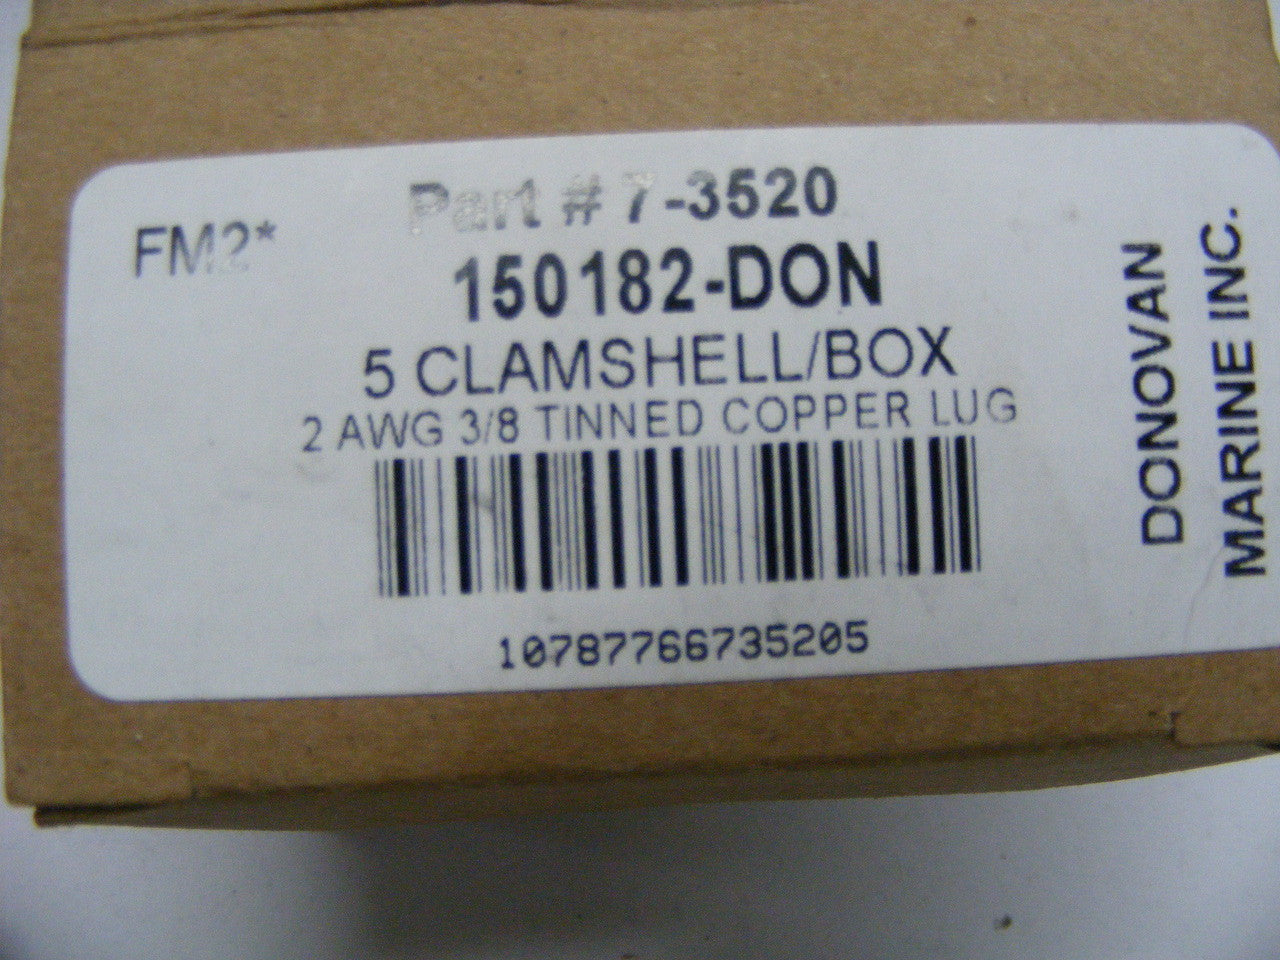 FM2*
Part # 7-3520
150182-DON
5 CLAMSHELL/BOX
2 AWG 3/8 TINNED COPPER LUG
10787766735205
DONOVAN
MARINE INC.